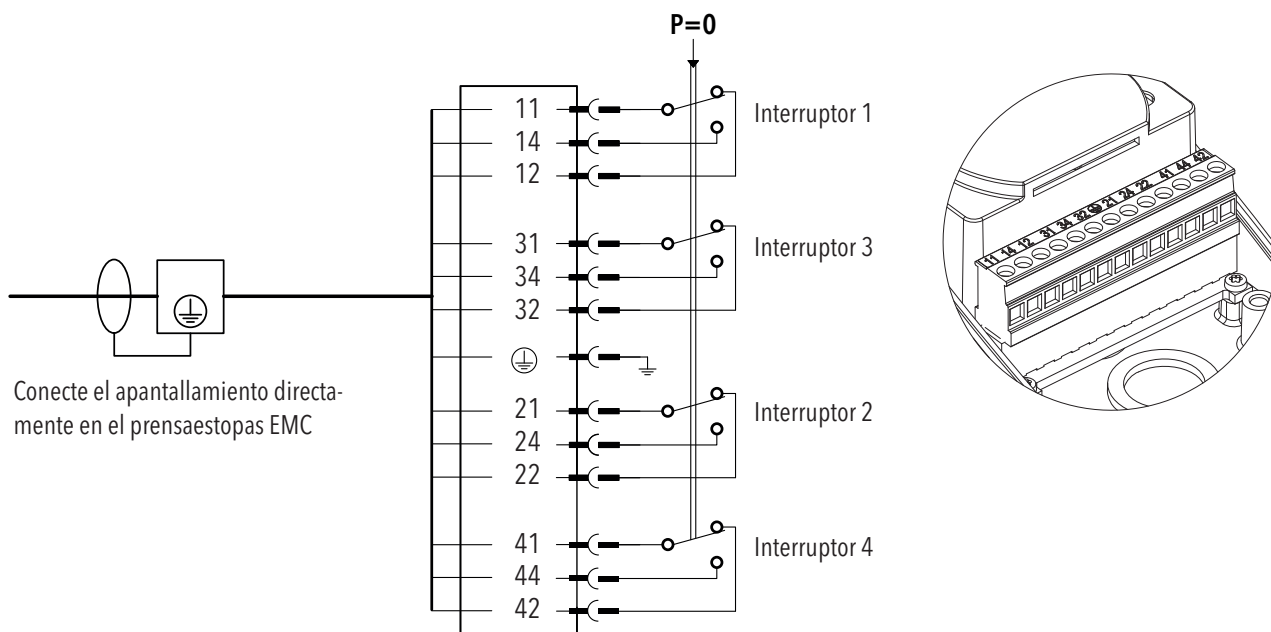 P=0
11
14
12
Interruptor 1
31
34
32
Interruptor 3
21
24
22
Interruptor 2
41
44
42
Interruptor 4
Conecte el apantallamiento directa-
mente en el prensaestopas EMC
11 14 12 31 34 32 21 24 22 41 44 42